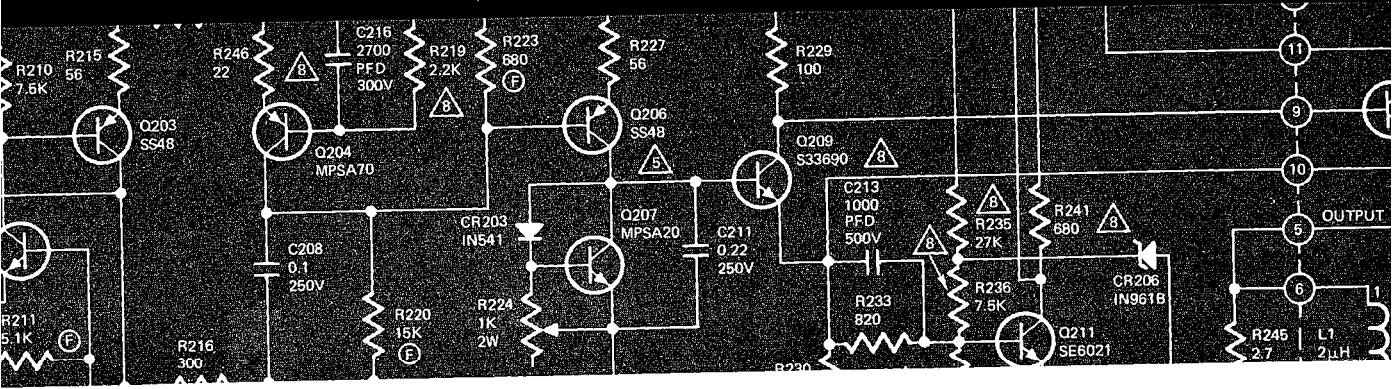 R210
7.5K
R215
56
Q203
SS48
R211
5.1K
F
R246
22
8
C216
2700
PFD
300V
R219
2.2K
8
Q204
MPSA70
C208
0.1
250V
R216
300
R220
15K
F
R223
680
F
R227
56
Q206
SS48
5
CR203
IN541
Q207
MPSA20
C211
0.22
250V
R224
1K
2W
R229
100
Q209
S33690
8
C213
1000
PFD
500V
R233
820
R230
8
R235
27K
8
R236
7.5K
R241
680
8
CR206
IN961B
Q211
SE6021
11
9
10
5
OUTPUT
6
R245
2.7
L1
2μH
1